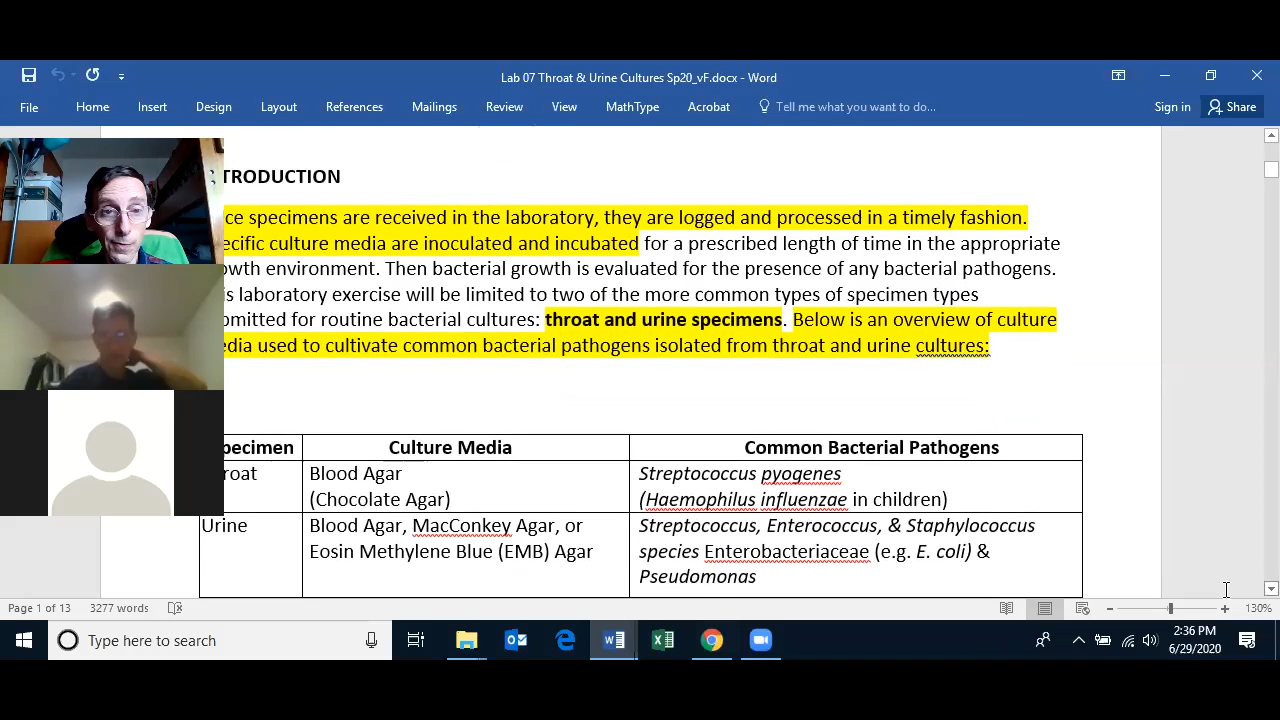 Lab 07 Throat & Urine Cultures Sp20_vF.docx - Word
File Home Insert Design Layout References Mailings Review View MathType Acrobat Tell me what you want to do... Sign in Share
TRODUCTION
ce specimens are received in the laboratory, they are logged and processed in a timely fashion.
ecific culture media are inoculated and incubated for a prescribed length of time in the appropriate
owth environment. Then bacterial growth is evaluated for the presence of any bacterial pathogens.
is laboratory exercise will be limited to two of the more common types of specimen types
bmitted for routine bacterial cultures: throat and urine specimens. Below is an overview of culture
edia used to cultivate common bacterial pathogens isolated from throat and urine cultures:
pecimen Culture Media Common Bacterial Pathogens
roat Blood Agar Streptococcus pyogenes
(Chocolate Agar) (Haemophilus influenzae in children)
Urine Blood Agar, MacConkey Agar, or Streptococcus, Enterococcus, & Staphylococcus
Eosin Methylene Blue (EMB) Agar species Enterobacteriaceae (e.g. E. coli) &
Pseudomonas
Page 1 of 13 3277 words 130%
Type here to search 2:36 PM
6/29/2020